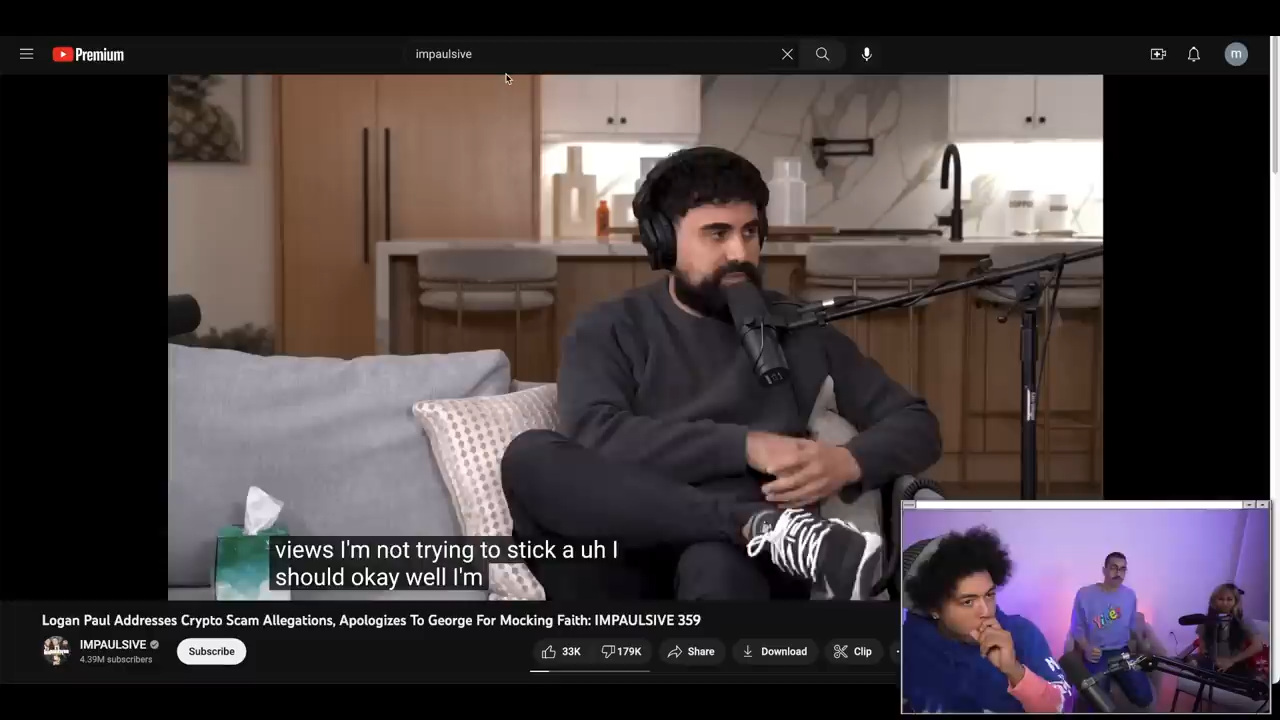 Premium
impaulsive
m
COFFEE
views I'm not trying to stick a uh I
should okay well I'm
Logan Paul Addresses Crypto Scam Allegations, Apologizes To George For Mocking Faith: IMPAULSIVE 359
IMPAULSIVE
4.39M subscribers
Subscribe
33K
179K
Share
Download
Clip